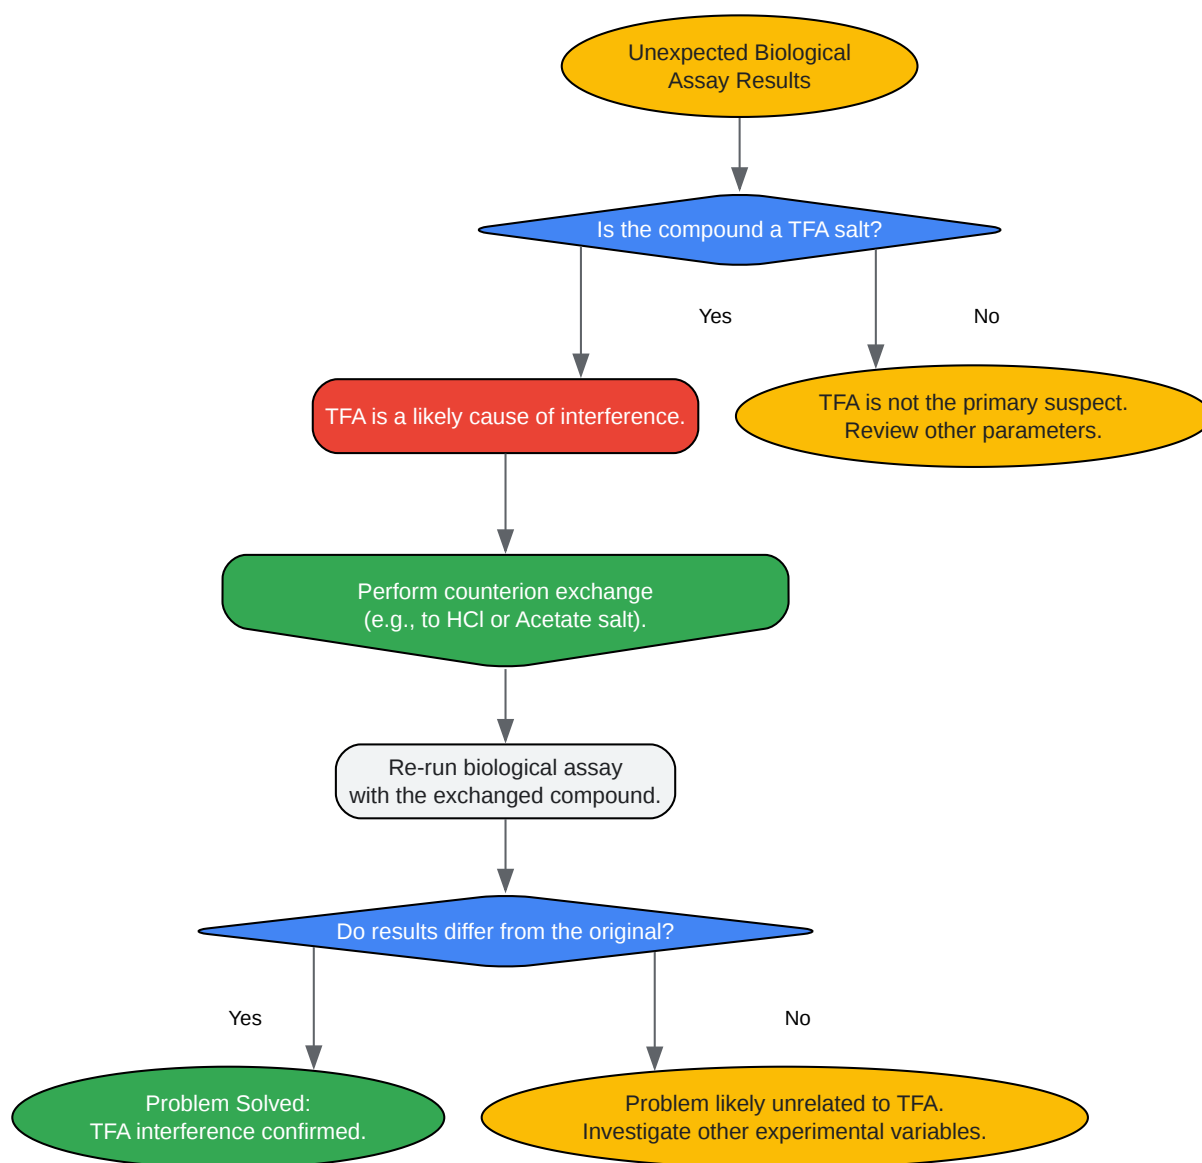 Unexpected Biological
Assay Results
Is the compound a TFA salt?
Yes
No
TFA is a likely cause of interference.
TFA is not the primary suspect.
Review other parameters.
Perform counterion exchange
(e.g., to HCl or Acetate salt).
Re-run biological assay
with the exchanged compound.
Do results differ from the original?
Yes
No
Problem Solved:
TFA interference confirmed.
Problem likely unrelated to TFA.
Investigate other experimental variables.